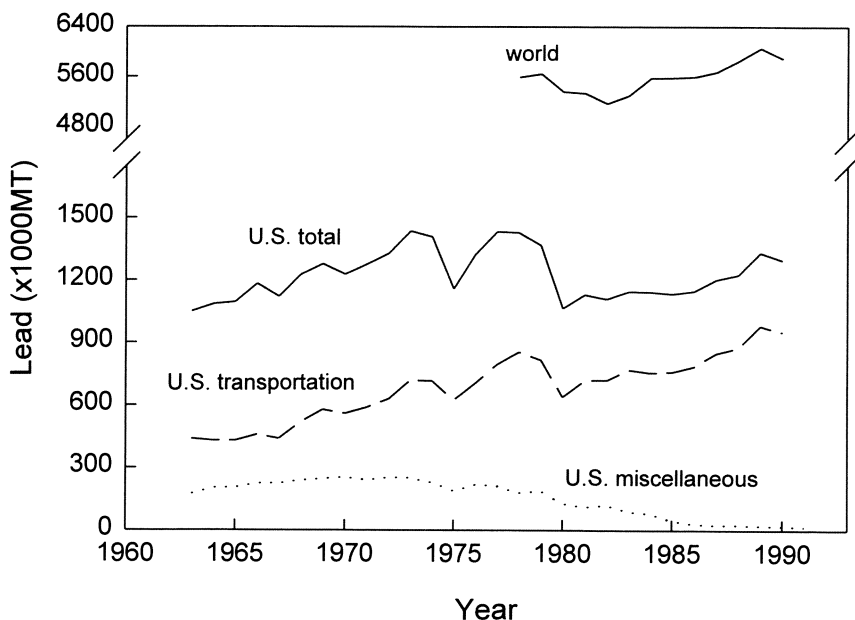 6400
world
5600
4800
1500
U.S. total
1200
Lead (x1000MT)
900
U.S. transportation
600
300
U.S. miscellaneous
0
1960 1965 1970 1975 1980 1985 1990
Year